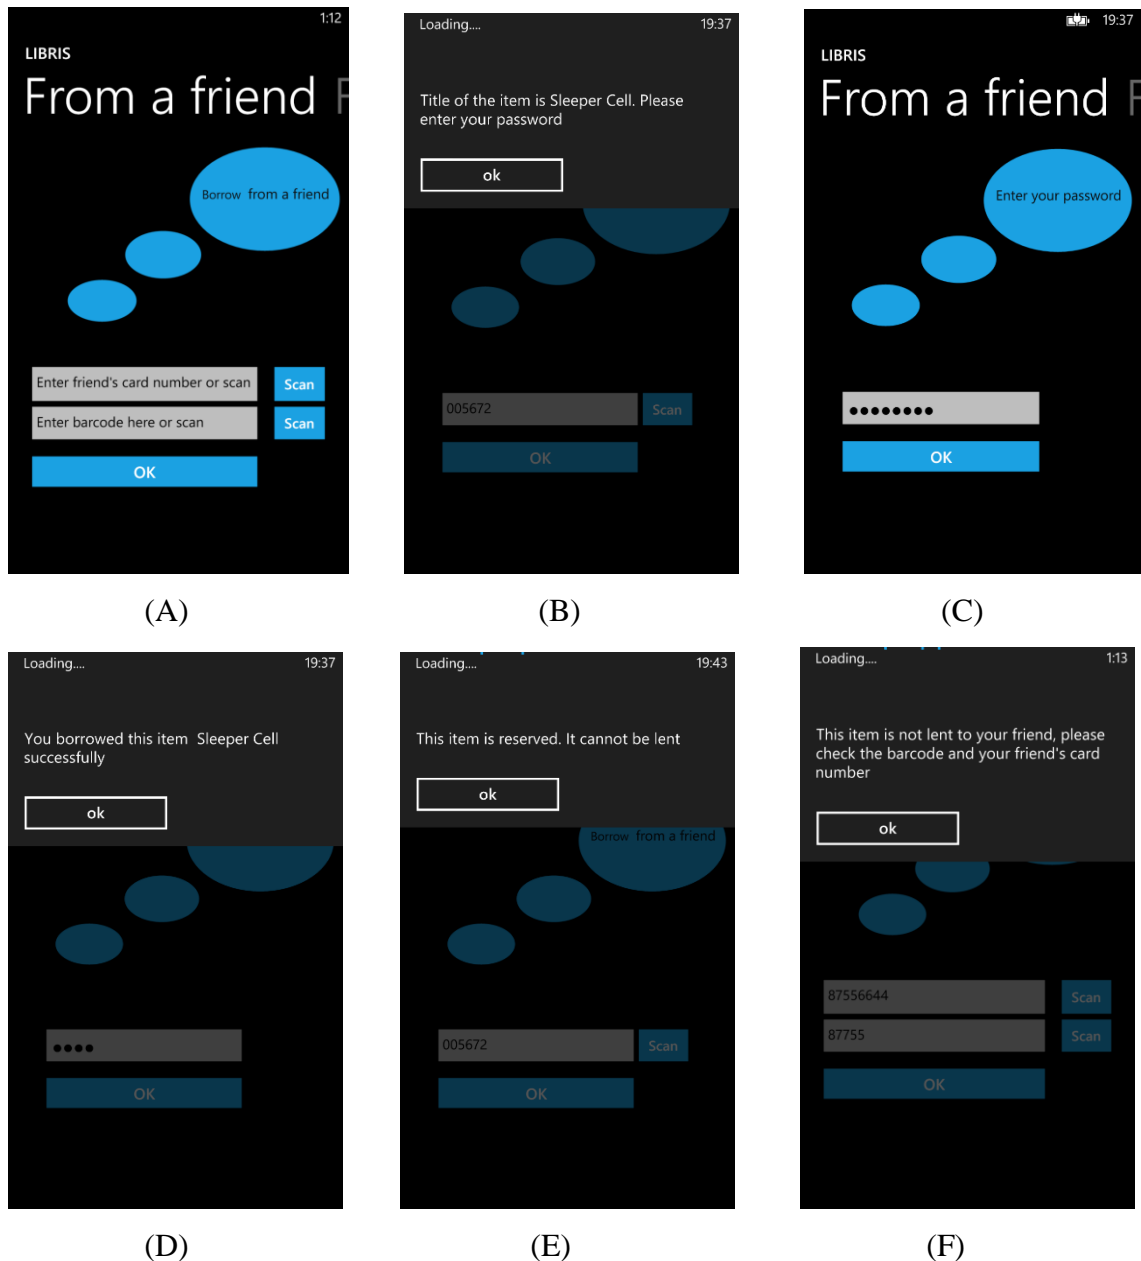 1:12
LIBRIS
From a friend F
Borrow from a friend
Enter friend's card number or scan
Scan
Enter barcode here or scan
Scan
OK
(A)
Loading.... 19:37
Title of the item is Sleeper Cell. Please
enter your password
ok
005672
Scan
OK
(B)
19:37
LIBRIS
From a friend F
Enter your password
OK
(C)
Loading.... 19:37
You borrowed this item Sleeper Cell
successfully
ok
OK
(D)
Loading.... 19:43
This item is reserved. It cannot be lent
ok
Borrow from a friend
005672
Scan
OK
(E)
Loading.... 1:13
This item is not lent to your friend, please
check the barcode and your friend's card
number
ok
87556644
Scan
87755
Scan
OK
(F)